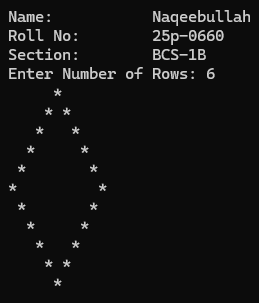 Name:           Naqeebullah
Roll No:        25p-0660
Section:        BCS-1B
Enter Number of Rows: 6
     *
    * *
   *   *
  *     *
 *       *
*         *
 *       *
  *     *
   *   *
    * *
     *